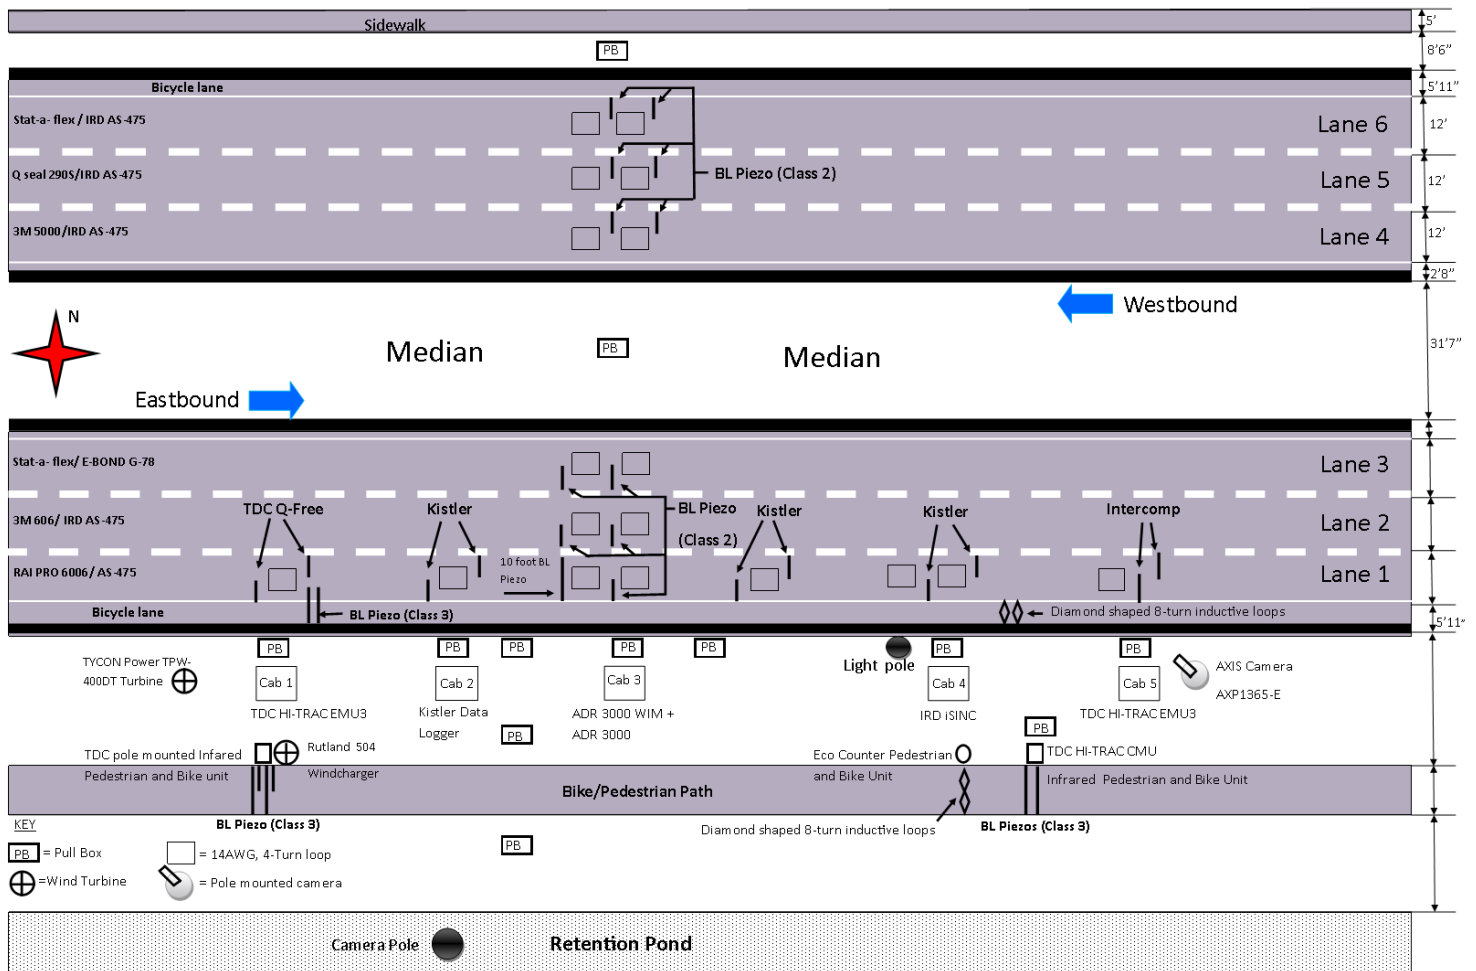 Sidewalk
5'
PB
8'6"
Bicycle lane
5'11"
Stat-a- flex / IRD AS-475
Lane 6
12'
Q seal 290S/IRD AS-475
BL Piezo (Class 2)
Lane 5
12'
3M 5000/IRD AS-475
Lane 4
12'
2'8"
Westbound
N
Median
PB
Median
31'7"
Eastbound
Stat-a- flex/ E-BOND G-78
Lane 3
TDC Q-Free
Kistler
BL Piezo
(Class 2)
Kistler
Kistler
Intercomp
3M 606/ IRD AS-475
Lane 2
RAI PRO 6006/ AS-475
10 foot BL
Piezo
Lane 1
Bicycle lane
BL Piezo (Class 3)
Diamond shaped 8-turn inductive loops
5'11"
PB
PB
PB
PB
PB
PB
PB
Light pole
TYCON Power TPW-
400DT Turbine
Cab 1
Cab 2
Cab 3
Cab 4
Cab 5
AXIS Camera
AXP1365-E
TDC HI-TRAC EMU3
Kistler Data
Logger
ADR 3000 WIM +
ADR 3000
IRD iSINC
TDC HI-TRAC EMU3
PB
PB
TDC pole mounted Infrared
Pedestrian and Bike unit
Rutland 504
Windcharger
Eco Counter Pedestrian
and Bike Unit
TDC HI-TRAC CMU
Infrared Pedestrian and Bike Unit
Bike/Pedestrian Path
BL Piezo (Class 3)
Diamond shaped 8-turn inductive loops
BL Piezos (Class 3)
KEY
PB = Pull Box
= 14AWG, 4-Turn loop
PB
=Wind Turbine
= Pole mounted camera
Camera Pole
Retention Pond